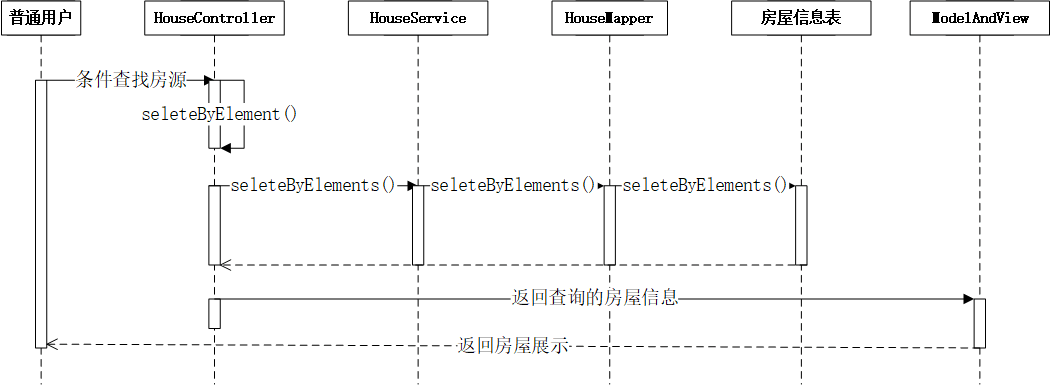 普通用户
HouseController
HouseService
HouseMapper
房屋信息表
ModelAndView
条件查找房源
seleteByElement()
seleteByElements()
seleteByElements()
seleteByElements()
返回查询的房屋信息
返回房屋展示